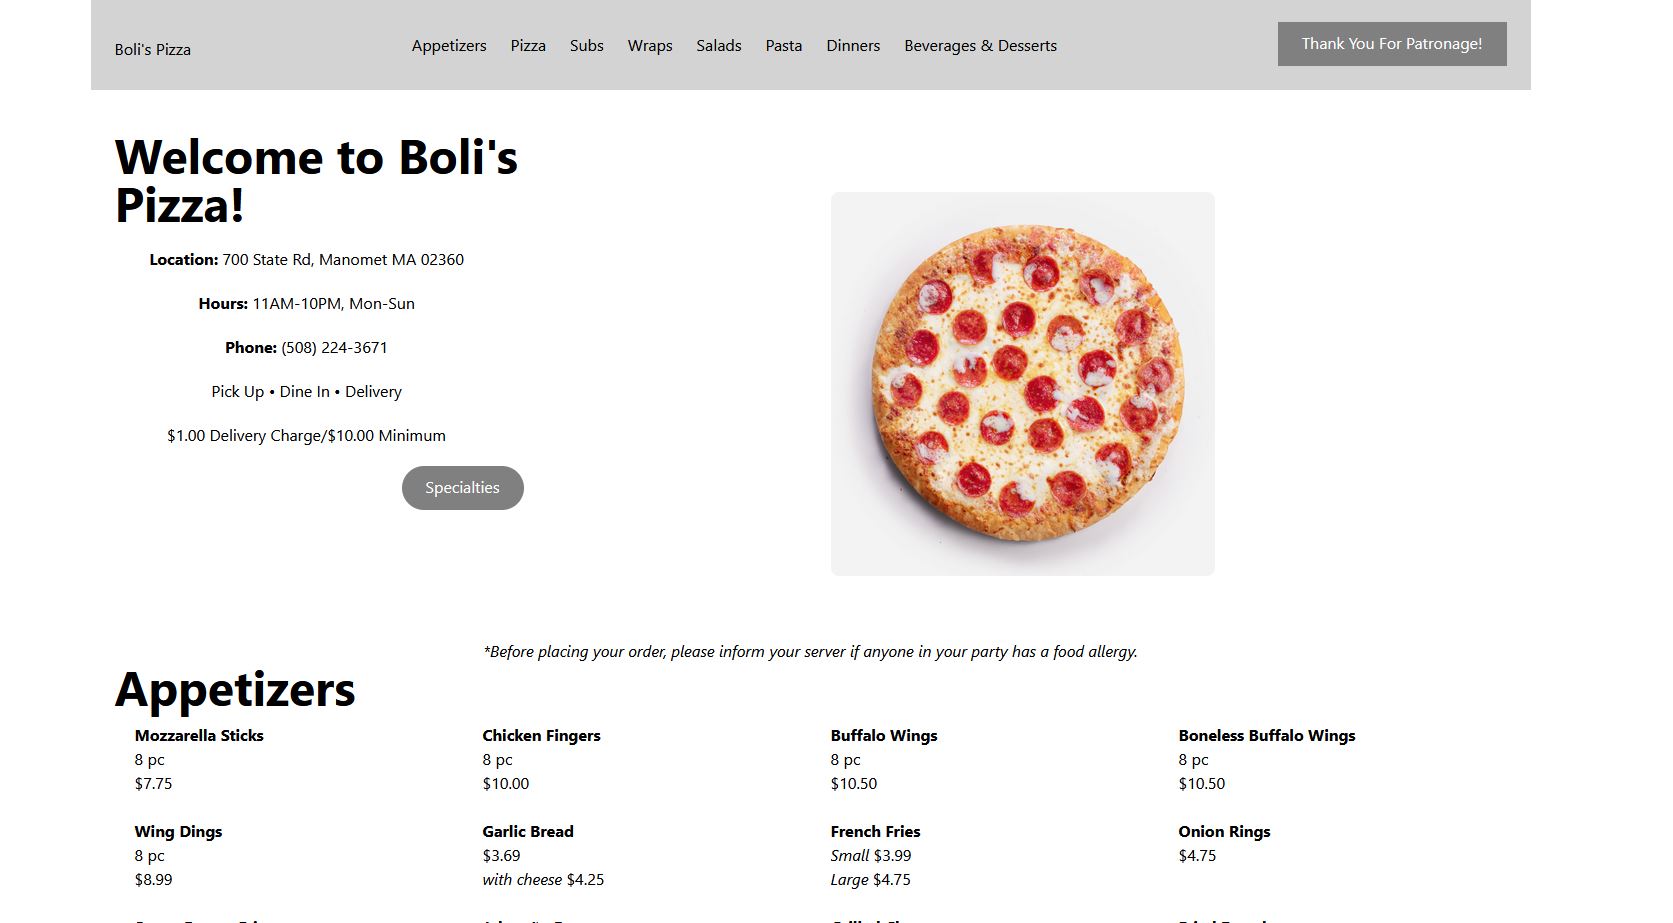 Boli's Pizza
Appetizers Pizza Subs Wraps Salads Pasta Dinners Beverages & Desserts
Thank You For Patronage!
Welcome to Boli's
Pizza!
Location: 700 State Rd, Manomet MA 02360
Hours: 11AM-10PM, Mon-Sun
Phone: (508) 224-3671
Pick Up • Dine In • Delivery
$1.00 Delivery Charge/$10.00 Minimum
Specialties
*Before placing your order, please inform your server if anyone in your party has a food allergy.
Appetizers
Mozzarella Sticks
8 pc
$7.75
Chicken Fingers
8 pc
$10.00
Buffalo Wings
8 pc
$10.50
Boneless Buffalo Wings
8 pc
$10.50
Wing Dings
8 pc
$8.99
Garlic Bread
$3.69
with cheese $4.25
French Fries
Small $3.99
Large $4.75
Onion Rings
$4.75